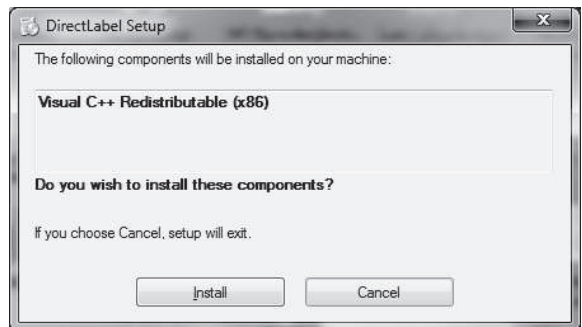 DirectLabel Setup
The following components will be installed on your machine:
Visual C++ Redistributable (x86)
Do you wish to install these components?
If you choose Cancel, setup will exit.
Install
Cancel